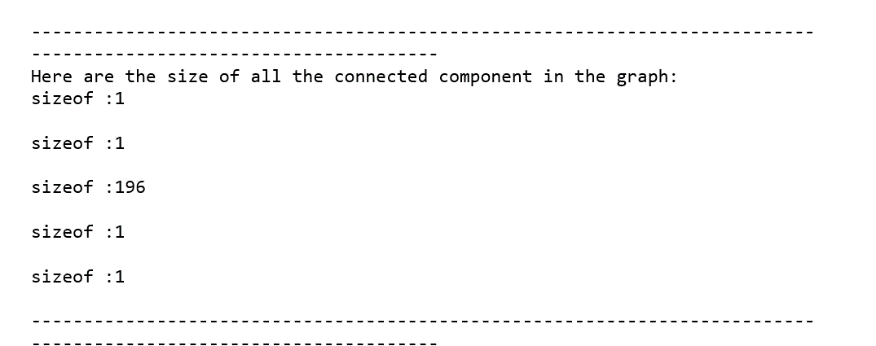 ---------------------------------------------------------------------------
---------------------------------------
Here are the size of all the connected component in the graph:
sizeof :1
sizeof :1
sizeof :196
sizeof :1
sizeof :1
---------------------------------------------------------------------------
---------------------------------------